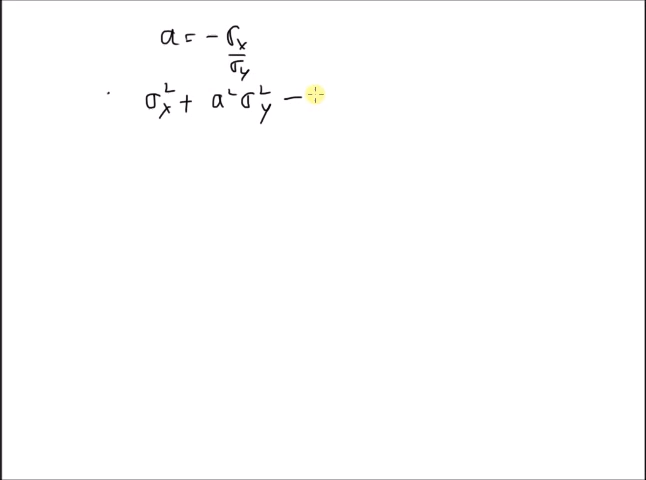 a = - σx/σy
σx² + a²σy² -